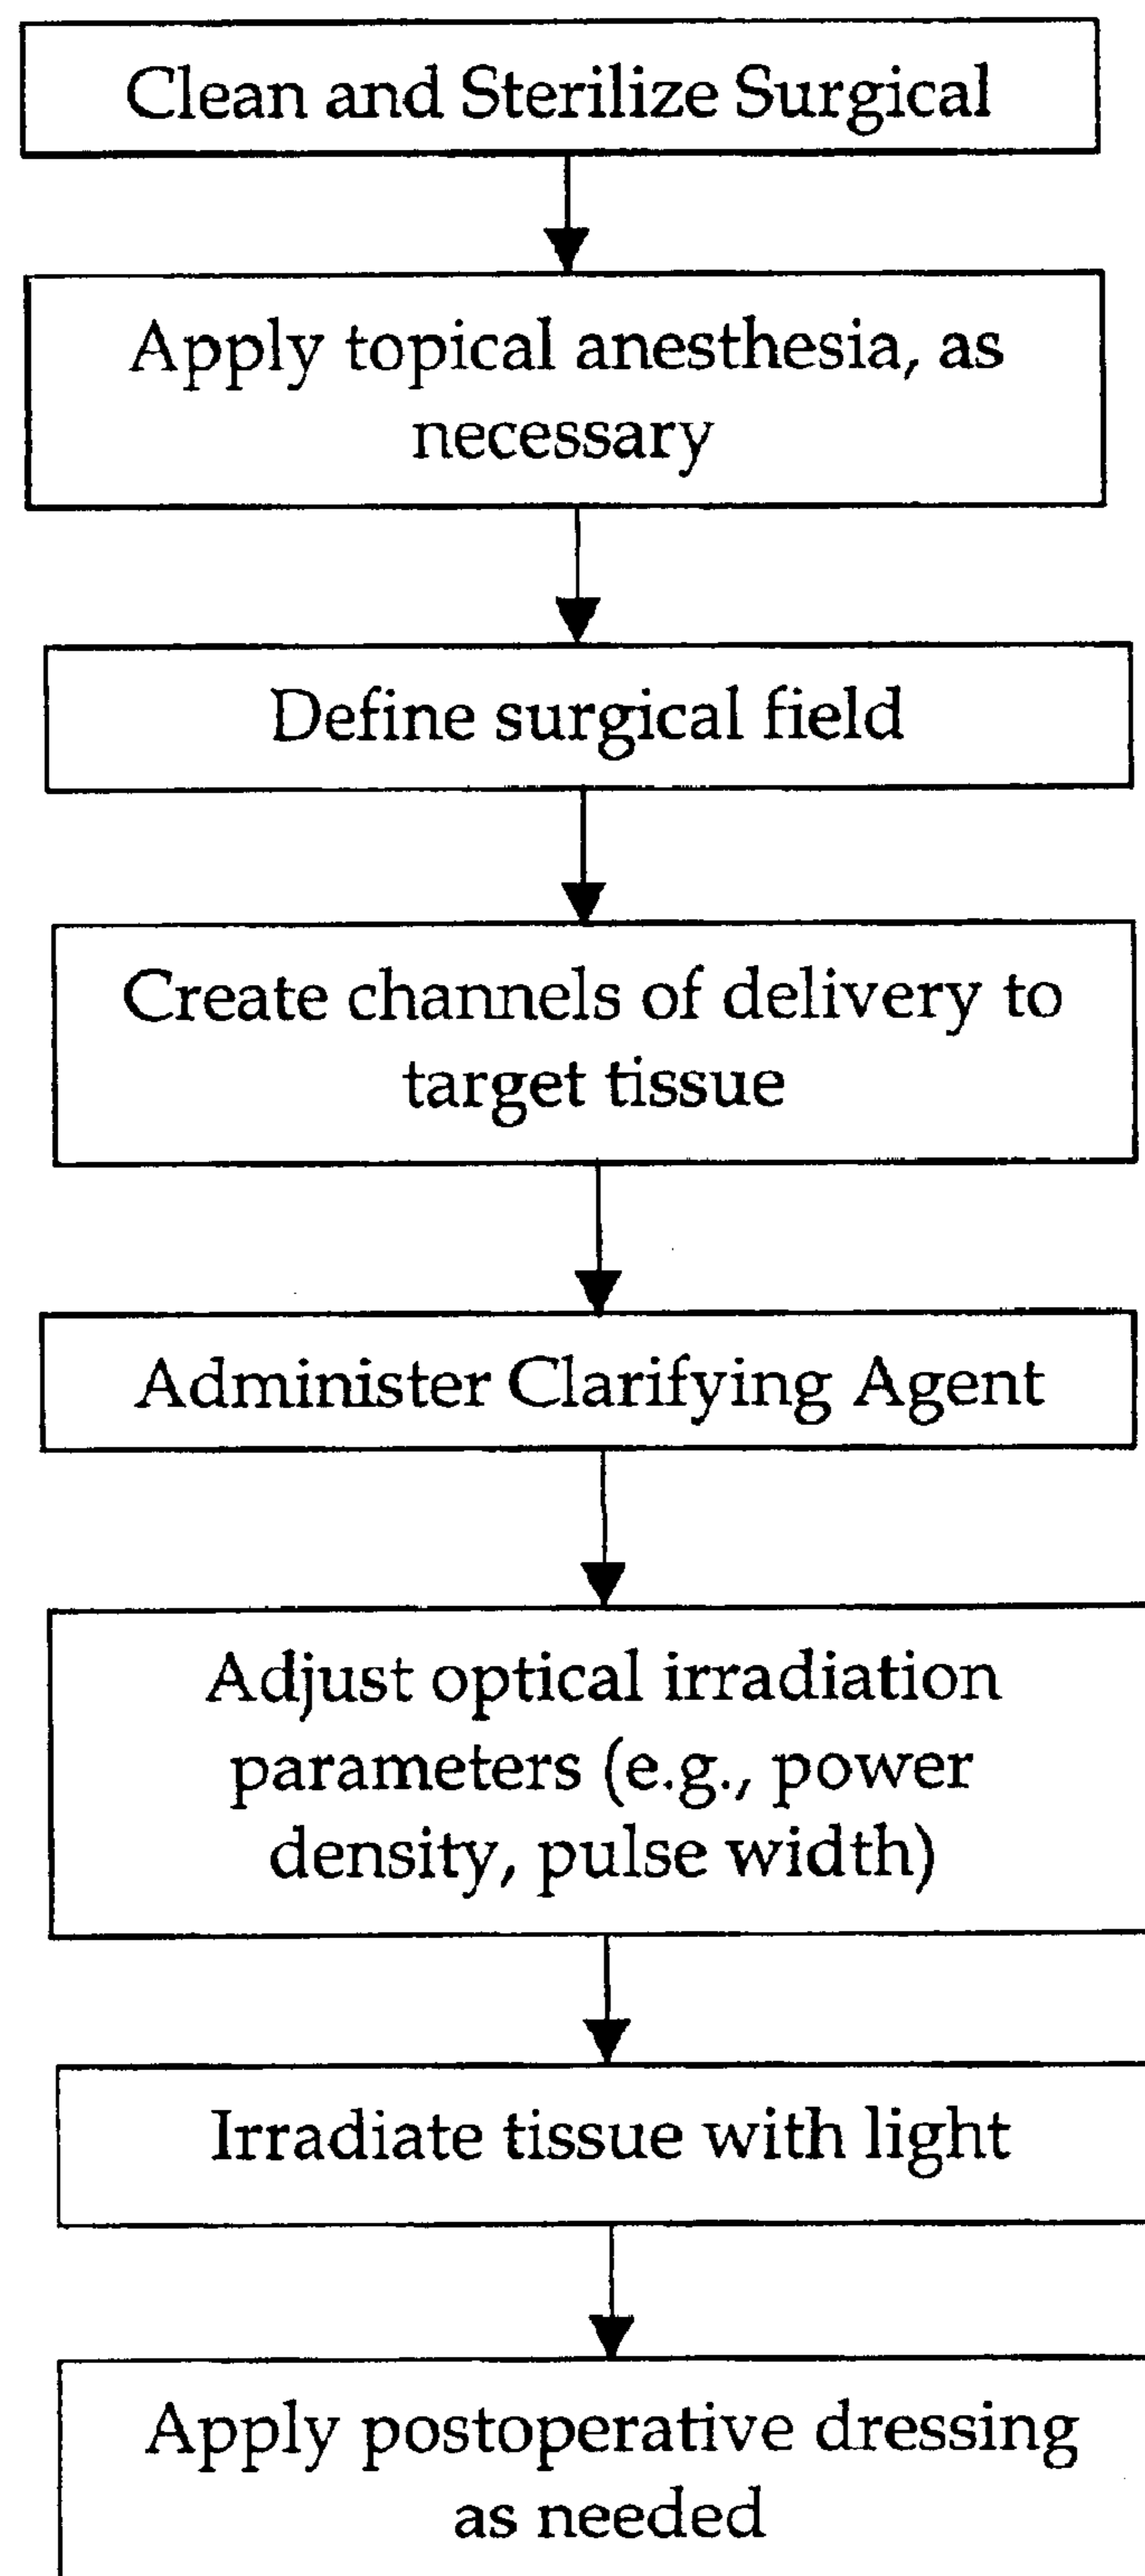 Clean and Sterilize Surgical
Apply topical anesthesia, as
necessary
Define surgical field
Create channels of delivery to
target tissue
Administer Clarifying Agent
Adjust optical irradiation
parameters (e.g., power
density, pulse width)
Irradiate tissue with light
Apply postoperative dressing
as needed